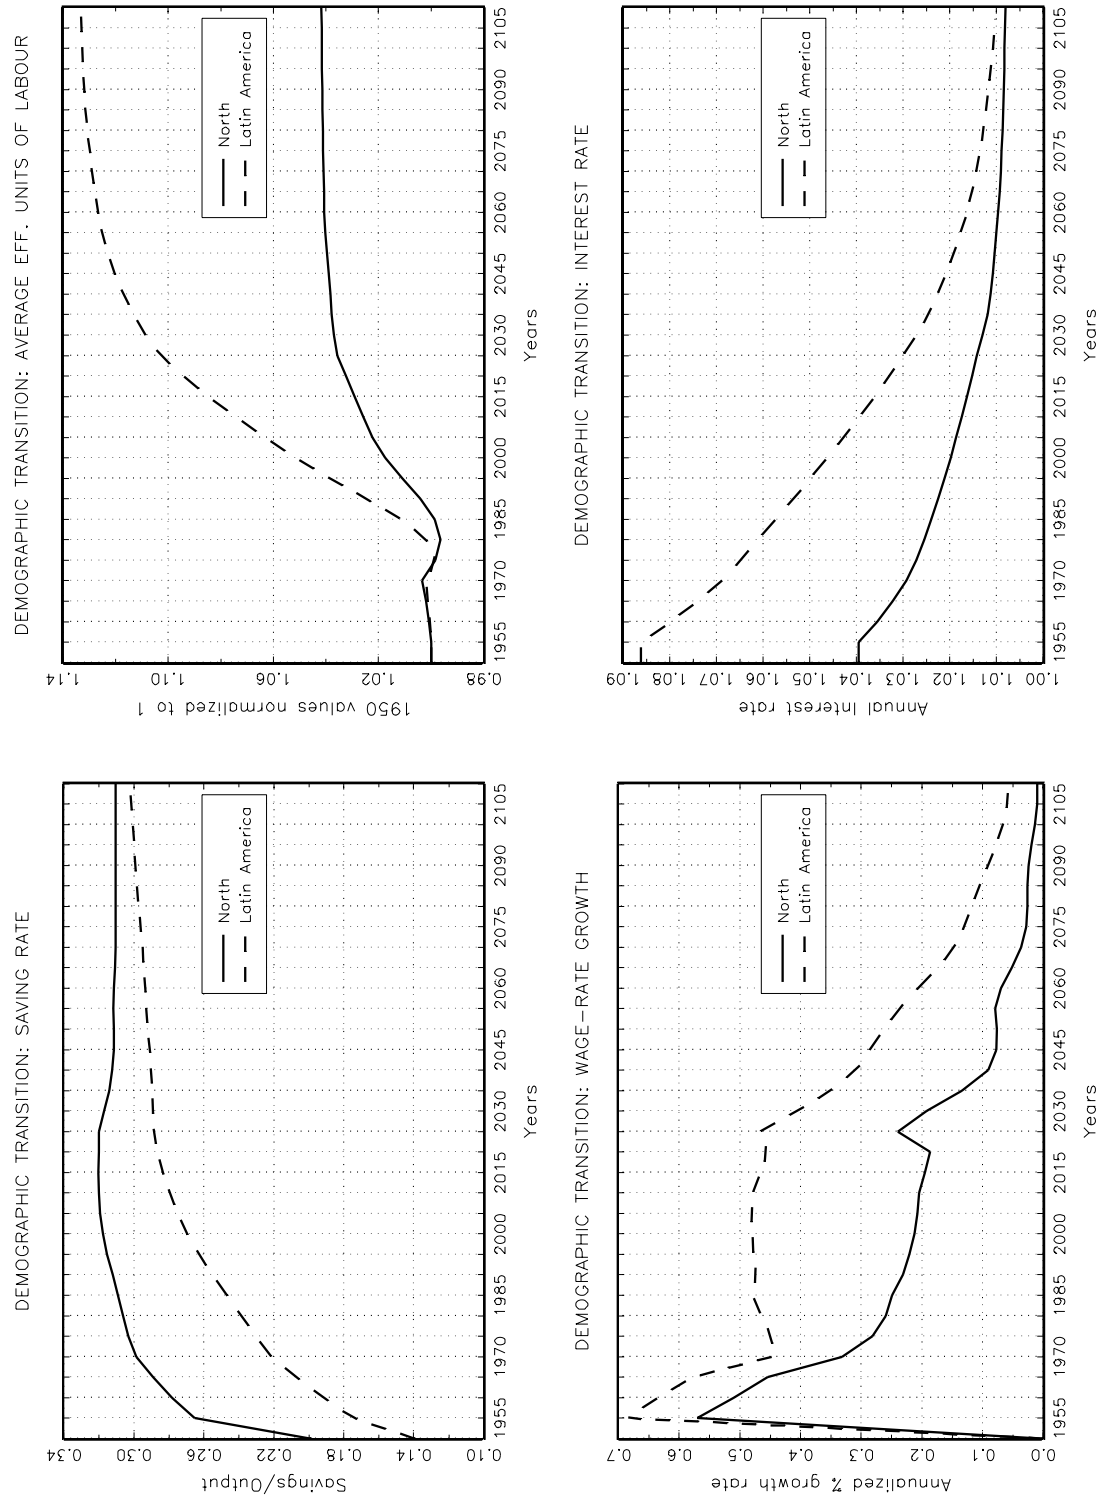 DEMOGRAPHIC TRANSITION: SAVING RATE
Savings/Output
0.34
0.30
0.26
0.22
0.18
0.14
0.10
North
Latin America
1955 1970 1985 2000 2015 2030 2045 2060 2075 2090 2105
Years
DEMOGRAPHIC TRANSITION: AVERAGE EFF. UNITS OF LABOUR
1950 values normalized to 1
1.14
1.10
1.06
1.02
0.98
North
Latin America
1955 1970 1985 2000 2015 2030 2045 2060 2075 2090 2105
Years
DEMOGRAPHIC TRANSITION: WAGE-RATE GROWTH
Annualized % growth rate
0.7
0.6
0.5
0.4
0.3
0.2
0.1
0.0
North
Latin America
1955 1970 1985 2000 2015 2030 2045 2060 2075 2090 2105
Years
DEMOGRAPHIC TRANSITION: INTEREST RATE
Annual Interest rate
1.09
1.08
1.07
1.06
1.05
1.04
1.03
1.02
1.01
1.00
North
Latin America
1955 1970 1985 2000 2015 2030 2045 2060 2075 2090 2105
Years